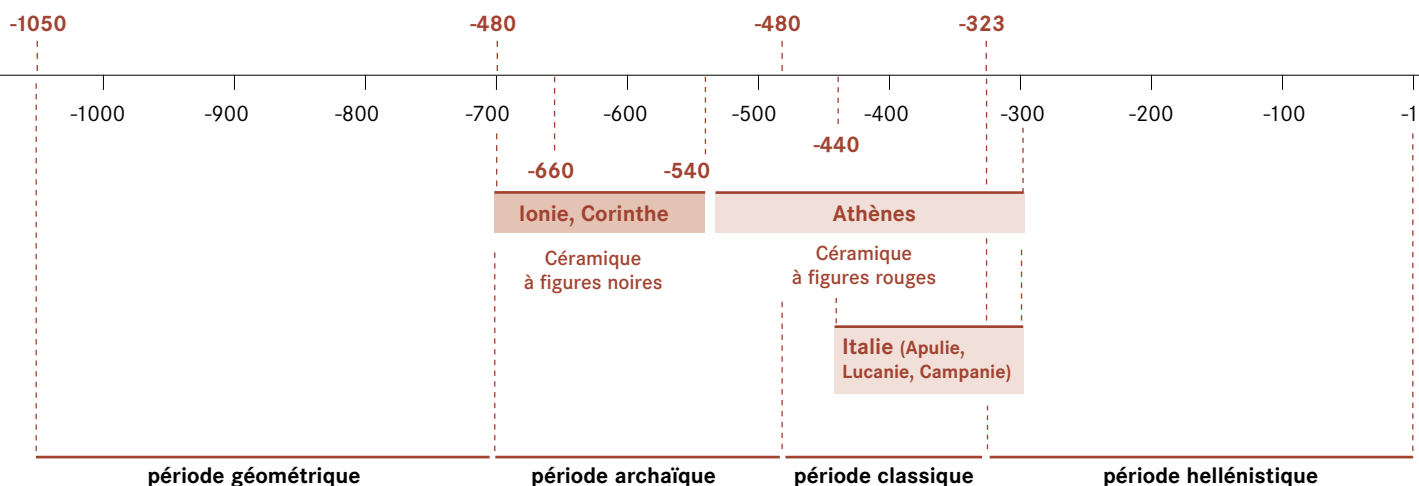 -1050
-480
-480
-323
-1000
-900
-800
-700
-600
-500
-400
-300
-200
-100
-1
-440
-660
-540
Ionie, Corinthe
Athènes
Céramique
à figures noires
Céramique
à figures rouges
Italie (Apulie,
Lucanie, Campanie)
période géométrique
période archaïque
période classique
période hellénistique